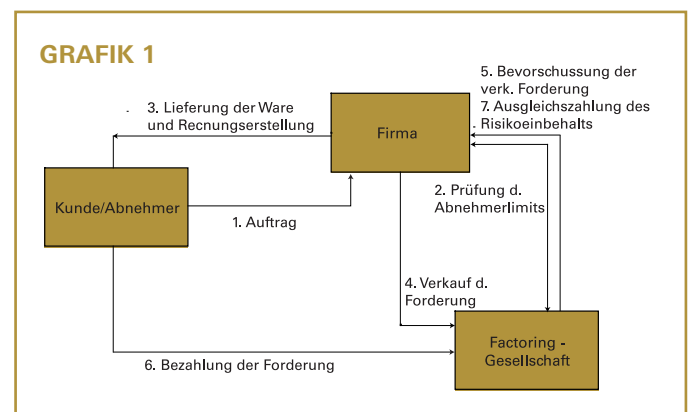 GRAFIK 1
5. Bevorschussung der
verk. Forderung
7. Ausgleichszahlung des
Risikoeinbehalts
3. Lieferung der Ware
und Recnungserstellung
Firma
Kunde/Abnehmer
2. Prüfung d.
Abnehmerlimits
1. Auftrag
4. Verkauf d.
Forderung
Factoring -
Gesellschaft
6. Bezahlung der Forderung